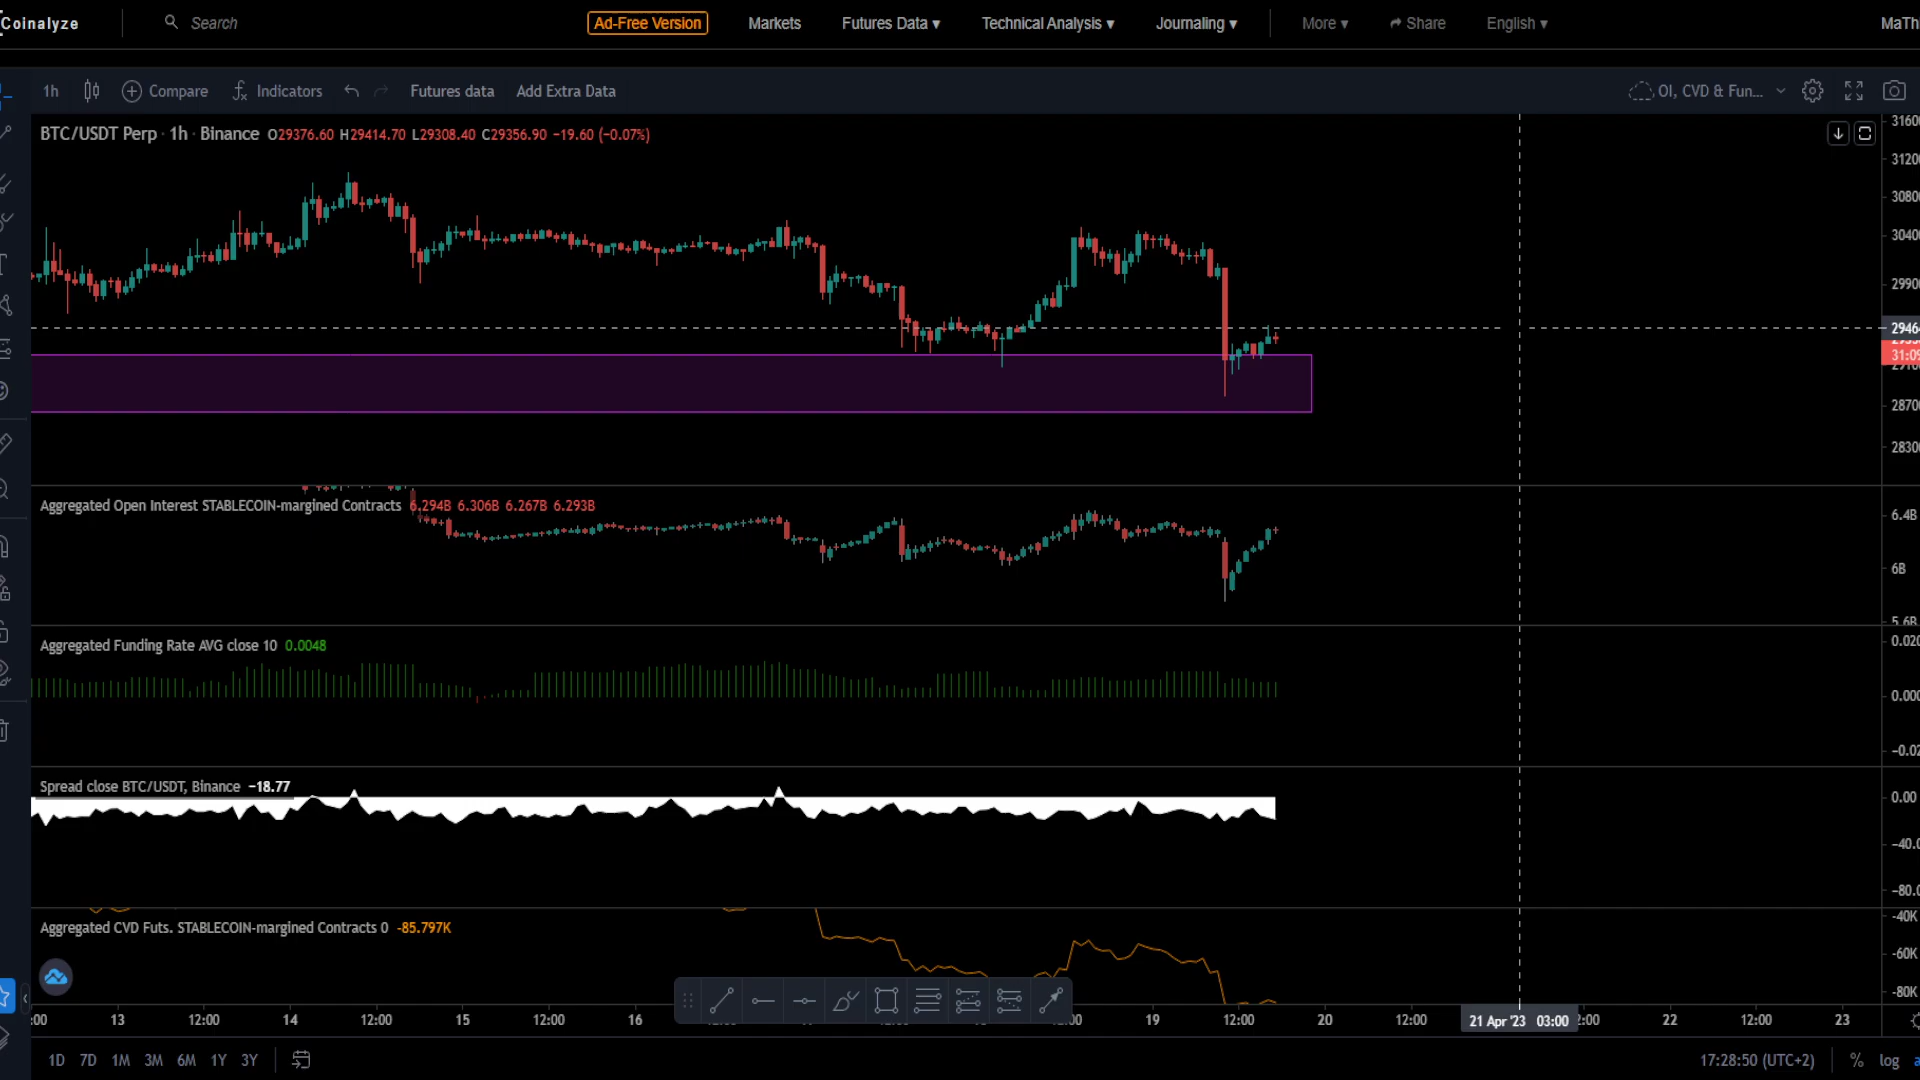 Coinalyze
Search
Ad-Free Version
Markets
Futures Data ▾
Technical Analysis ▾
Journaling ▾
More ▾
Share
English ▾
1h
Compare
Indicators
Futures data
Add Extra Data
OI, CVD & Fun...
BTC/USDT Perp · 1h · Binance O29376.60 H29414.70 L29308.40 C29356.90 −19.60 (−0.07%)
Aggregated Open Interest STABLECOIN-margined Contracts 6.294B 6.306B 6.267B 6.293B
6.4B
6B
5.6B
Aggregated Funding Rate AVG close 10 0.0048
Spread close BTC/USDT, Binance −18.77
0.00
Aggregated CVD Futs. STABLECOIN-margined Contracts 0 -85.797K
-40K
-60K
-80K
13
12:00
14
12:00
15
12:00
16
19
12:00
20
12:00
21 Apr '23 03:00
22
12:00
23
1D 7D 1M 3M 6M 1Y 3Y
17:28:50 (UTC+2)
%
log